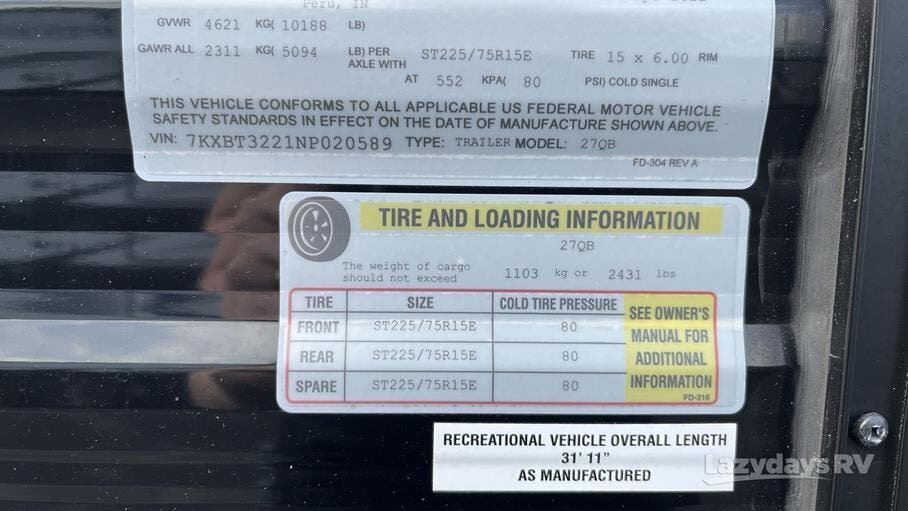 Peru, IN
GVWR 4621 KG( 10188 LB)
GAWR ALL 2311 KG( 5094 LB) PER AXLE WITH ST225/75R15E TIRE 15 x 6.00 RIM
AT 552 KPA( 80 PSI) COLD SINGLE
THIS VEHICLE CONFORMS TO ALL APPLICABLE US FEDERAL MOTOR VEHICLE
SAFETY STANDARDS IN EFFECT ON THE DATE OF MANUFACTURE SHOWN ABOVE.
VIN: 7KXBT3221NP020589 TYPE: TRAILER MODEL: 27QB
FD-304 REV A
TIRE AND LOADING INFORMATION
27QB
The weight of cargo
should not exceed 1103 kg or 2431 lbs
TIRE SIZE COLD TIRE PRESSURE
FRONT ST225/75R15E 80
REAR ST225/75R15E 80
SPARE ST225/75R15E 80
SEE OWNER'S
MANUAL FOR
ADDITIONAL
INFORMATION
FD-316
RECREATIONAL VEHICLE OVERALL LENGTH
31' 11"
AS MANUFACTURED
Lazydays RV